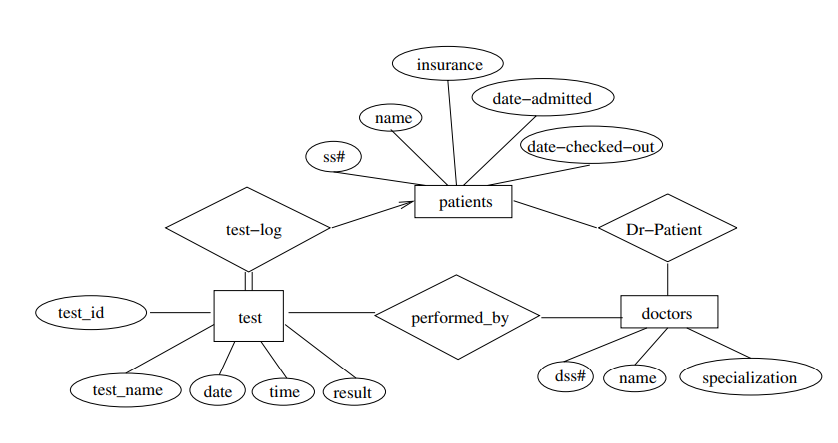 insurance
date−admitted
name
date−checked−out
ss#
patients
test−log
Dr−Patient
test_id
test
performed_by
doctors
test_name
date
time
result
dss#
name
specialization